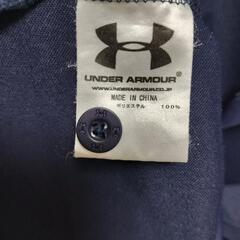 UNDER ARMOUR®
WWW.UNDERARMOUR.CO.JP
MADE IN CHINA
ポリエステル 100%